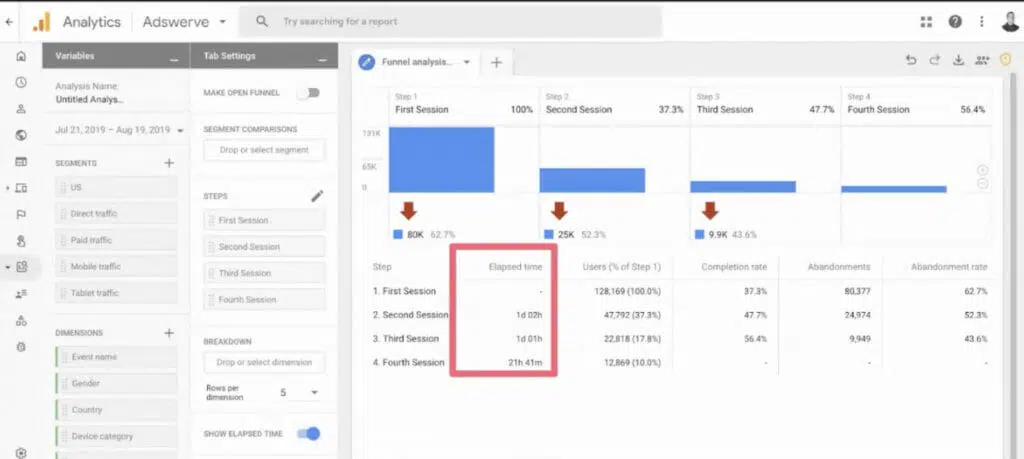 Analytics Adswerve Try searching for a report
Variables
Analysis Name:
Untitled Analys...
Jul 21, 2019 – Aug 19, 2019
SEGMENTS
US
Direct traffic
Paid traffic
Mobile traffic
Tablet traffic
DIMENSIONS
Event name
Gender
Country
Device category
Tab Settings
MAKE OPEN FUNNEL
SEGMENT COMPARISONS
Drop or select segment
STEPS
First Session
Second Session
Third Session
Fourth Session
BREAKDOWN
Drop or select dimension
Rows per
dimension 5
SHOW ELAPSED TIME
Funnel analysis...
Step 1 Step 2 Step 3 Step 4
First Session 100% Second Session 37.3% Third Session 47.7% Fourth Session 56.4%
131K
65K
0
80K 62.7% 25K 52.3% 9.9K 43.6%
Step Elapsed time Users (% of Step 1) Completion rate Abandonments Abandonment rate
1. First Session - 128,169 (100.0%) 37.3% 80,377 62.7%
2. Second Session 1d 02h 47,792 (37.3%) 47.7% 24,974 52.3%
3. Third Session 1d 01h 22,818 (17.8%) 56.4% 9,949 43.6%
4. Fourth Session 21h 41m 12,869 (10.0%) - - -